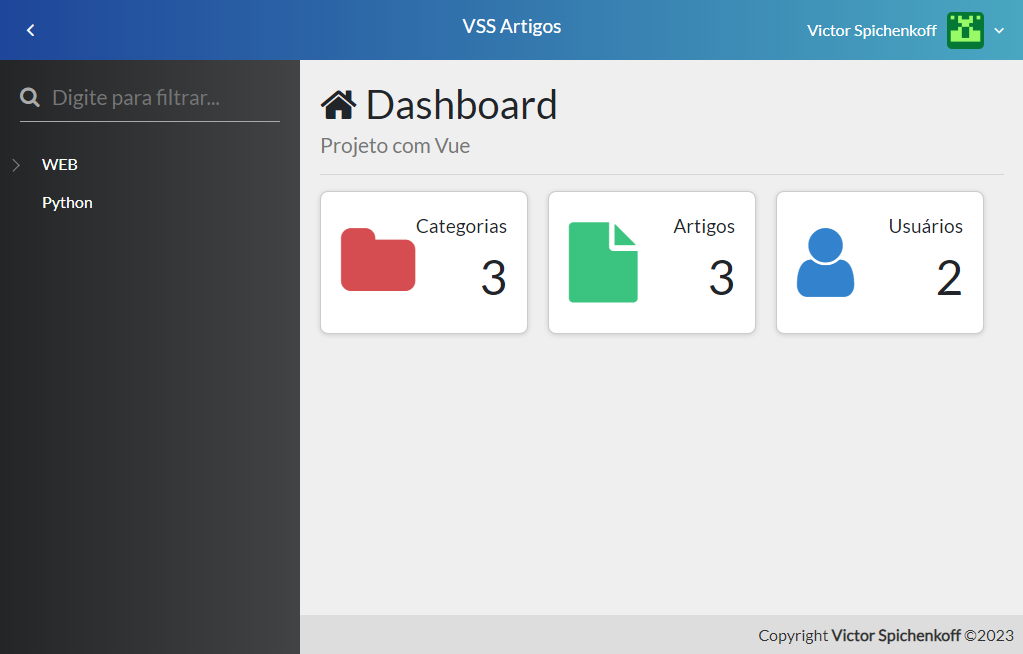 VSS Artigos
Victor Spichenkoff
Digite para filtrar...
WEB
Python
Dashboard
Projeto com Vue
Categorias
3
Artigos
3
Usuários
2
Copyright Victor Spichenkoff ©2023